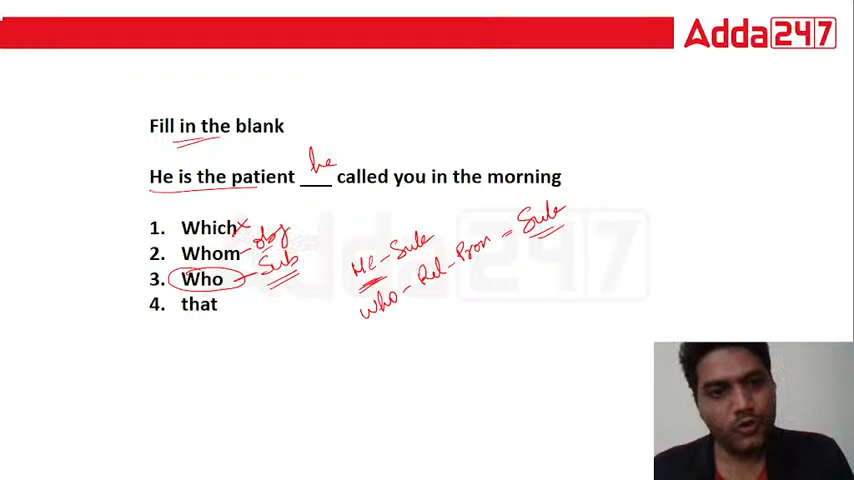 Adda247
Fill in the blank
he
He is the patient ___ called you in the morning
1. Which x
2. Whom - obj
3. Who - Sub
4. that
He - Sub
Who - Rel - Pron = Sub